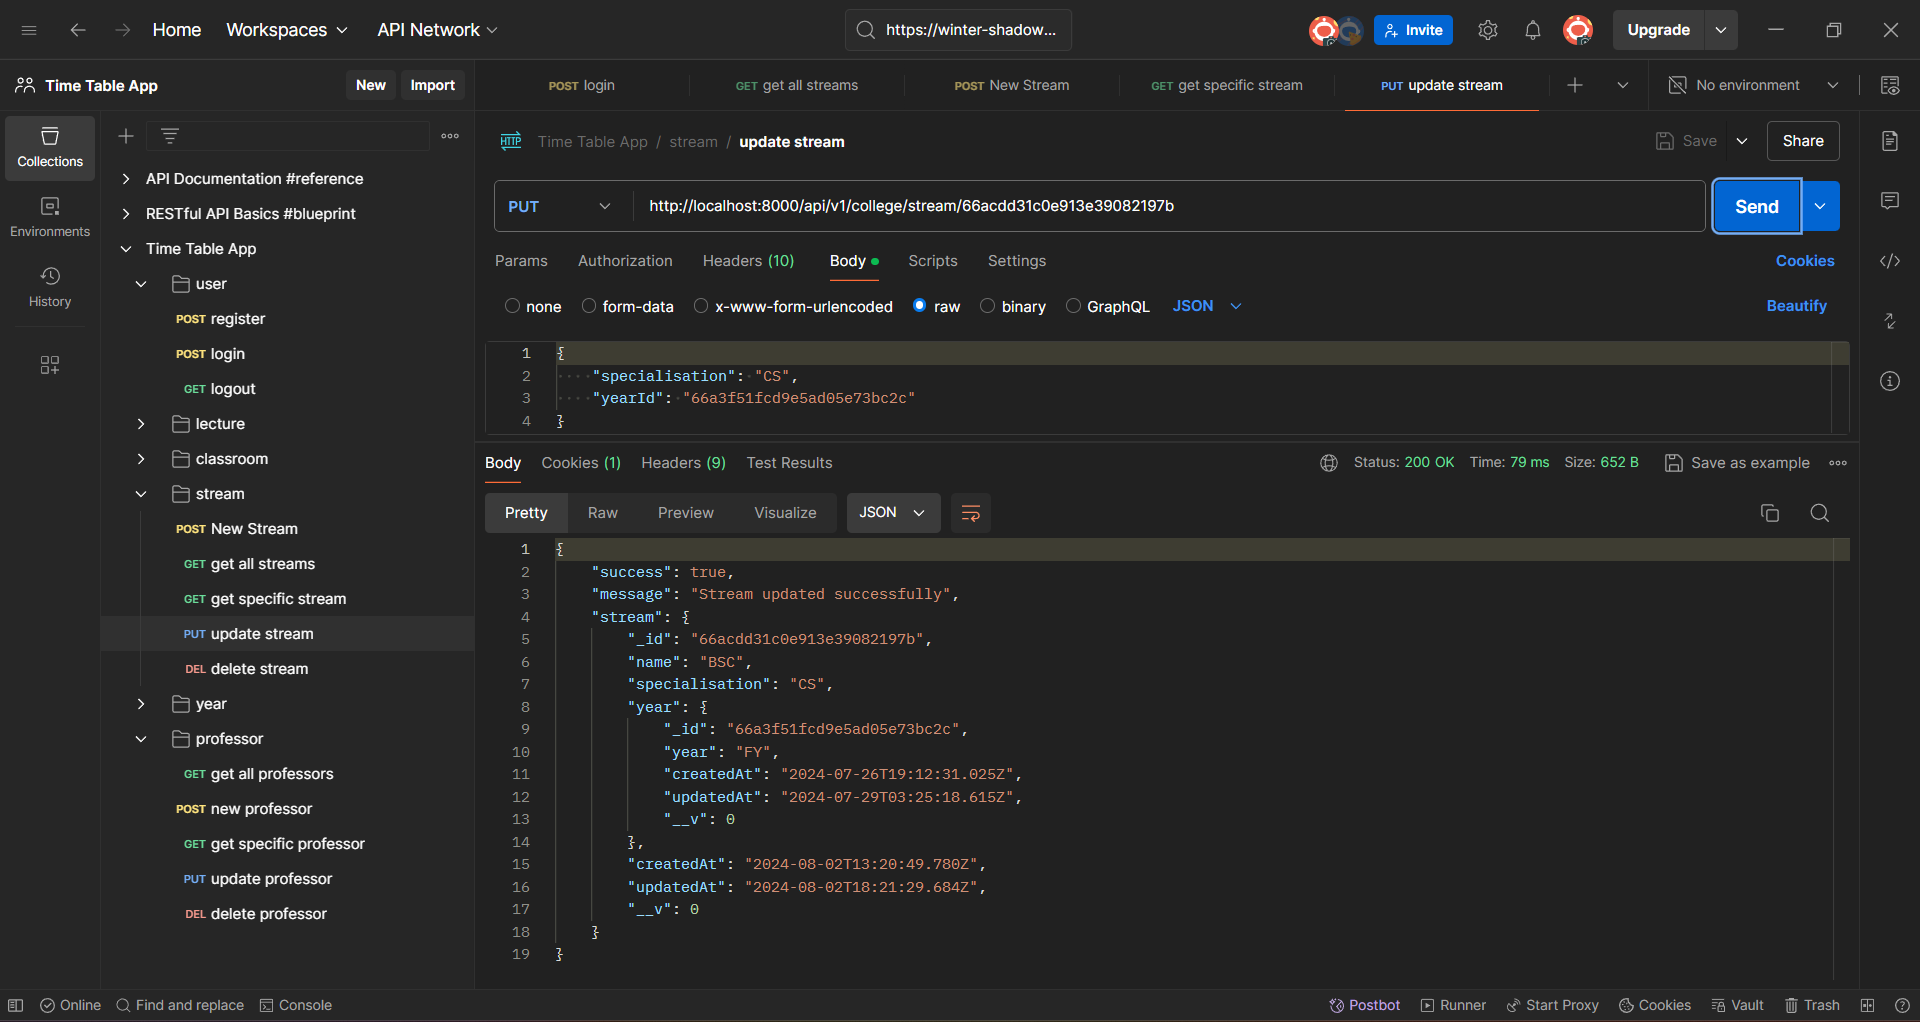 Home Workspaces API Network https://winter-shadow... Invite Upgrade
Time Table App New Import
POST login GET get all streams POST New Stream GET get specific stream PUT update stream No environment
Collections
Environments
History
API Documentation #reference
RESTful API Basics #blueprint
Time Table App
user
POST register
POST login
GET logout
lecture
classroom
stream
POST New Stream
GET get all streams
GET get specific stream
PUT update stream
DEL delete stream
year
professor
GET get all professors
POST new professor
GET get specific professor
PUT update professor
DEL delete professor
HTTP Time Table App / stream / update stream Save Share
PUT http://localhost:8000/api/v1/college/stream/66acdd31c0e913e39082197b Send
Params Authorization Headers (10) Body Scripts Settings Cookies
none form-data x-www-form-urlencoded raw binary GraphQL JSON Beautify
1 {
2 "specialisation": "CS",
3 "yearId": "66a3f51fcd9e5ad05e73bc2c"
4 }
Body Cookies (1) Headers (9) Test Results Status: 200 OK Time: 79 ms Size: 652 B Save as example
Pretty Raw Preview Visualize JSON
1 {
2 "success": true,
3 "message": "Stream updated successfully",
4 "stream": {
5 "_id": "66acdd31c0e913e39082197b",
6 "name": "BSC",
7 "specialisation": "CS",
8 "year": {
9 "_id": "66a3f51fcd9e5ad05e73bc2c",
10 "year": "FY",
11 "createdAt": "2024-07-26T19:12:31.025Z",
12 "updatedAt": "2024-07-29T03:25:18.615Z",
13 "__v": 0
14 },
15 "createdAt": "2024-08-02T13:20:49.780Z",
16 "updatedAt": "2024-08-02T18:21:29.684Z",
17 "__v": 0
18 }
19 }
Online Find and replace Console Postbot Runner Start Proxy Cookies Vault Trash